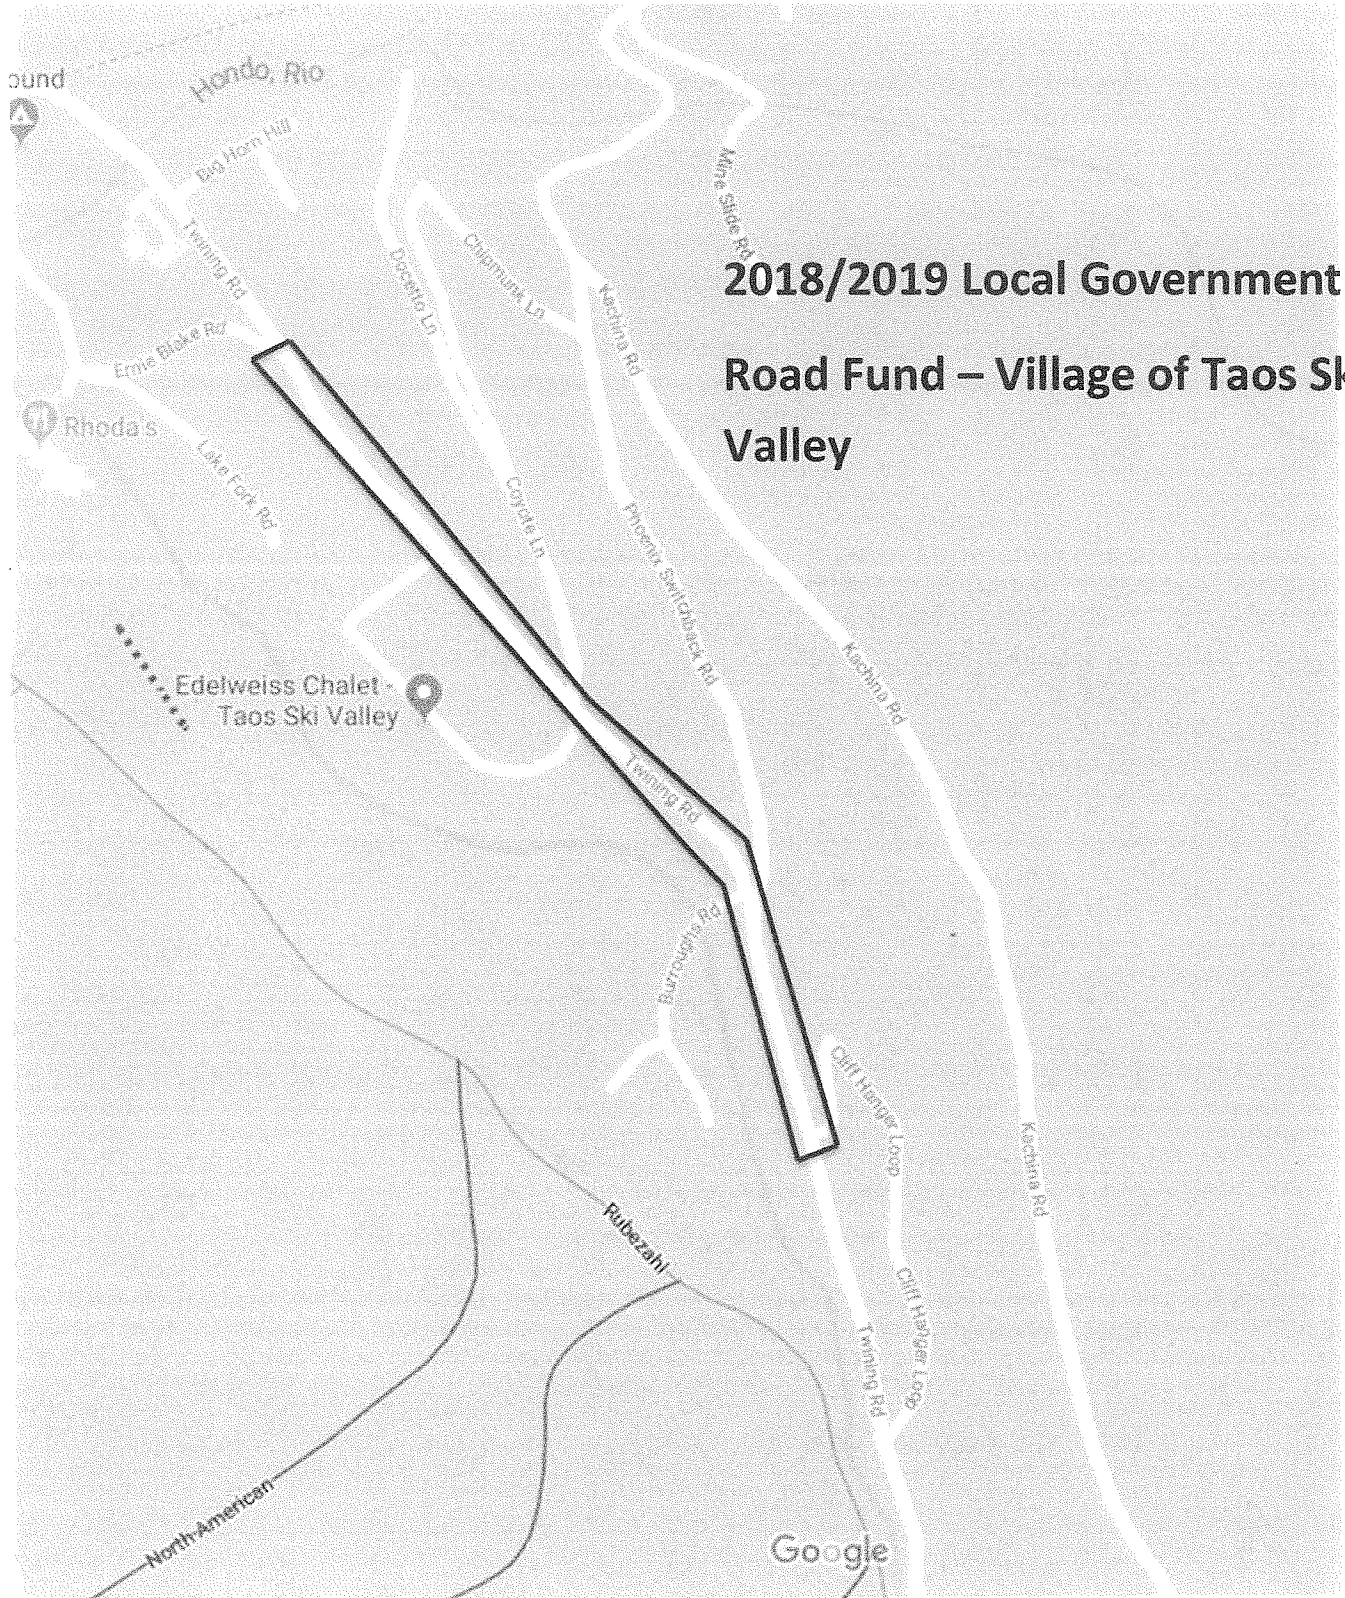 ound
Hondo, Rio
Big Horn Hill
Mine Slide Rd
Twining Rd
Docetto Ln
Chipmunk Ln
2018/2019 Local Government
Kachina Rd
Ernie Blake Rd
Road Fund – Village of Taos Sk
Rhoda's
Valley
Lake Fork Rd
Coyote Ln
Phoenix Switchback Rd
Kachina Rd
Edelweiss Chalet -
Taos Ski Valley
Twining Rd
Burroughs Rd
Cliff Hanger Loop
Kachina Rd
Rubezahl
Cliff Hanger Loop
Twining Rd
North American
Google